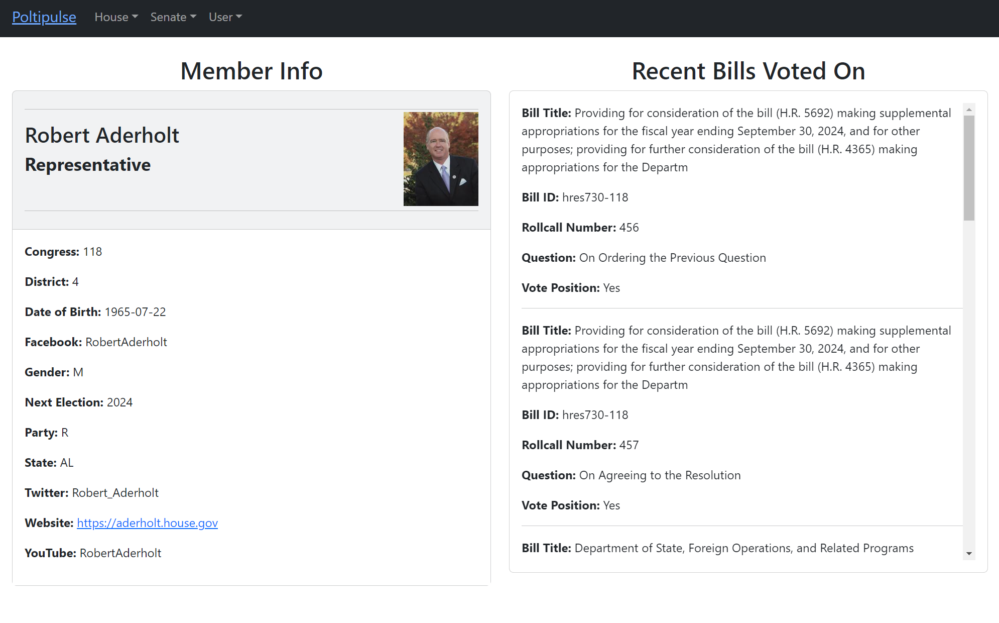 Poltipulse House Senate User
Member Info
Robert Aderholt
Representative
Congress: 118
District: 4
Date of Birth: 1965-07-22
Facebook: RobertAderholt
Gender: M
Next Election: 2024
Party: R
State: AL
Twitter: Robert_Aderholt
Website: https://aderholt.house.gov
YouTube: RobertAderholt
Recent Bills Voted On
Bill Title: Providing for consideration of the bill (H.R. 5692) making supplemental
appropriations for the fiscal year ending September 30, 2024, and for other
purposes; providing for further consideration of the bill (H.R. 4365) making
appropriations for the Departm
Bill ID: hres730-118
Rollcall Number: 456
Question: On Ordering the Previous Question
Vote Position: Yes
Bill Title: Providing for consideration of the bill (H.R. 5692) making supplemental
appropriations for the fiscal year ending September 30, 2024, and for other
purposes; providing for further consideration of the bill (H.R. 4365) making
appropriations for the Departm
Bill ID: hres730-118
Rollcall Number: 457
Question: On Agreeing to the Resolution
Vote Position: Yes
Bill Title: Department of State, Foreign Operations, and Related Programs